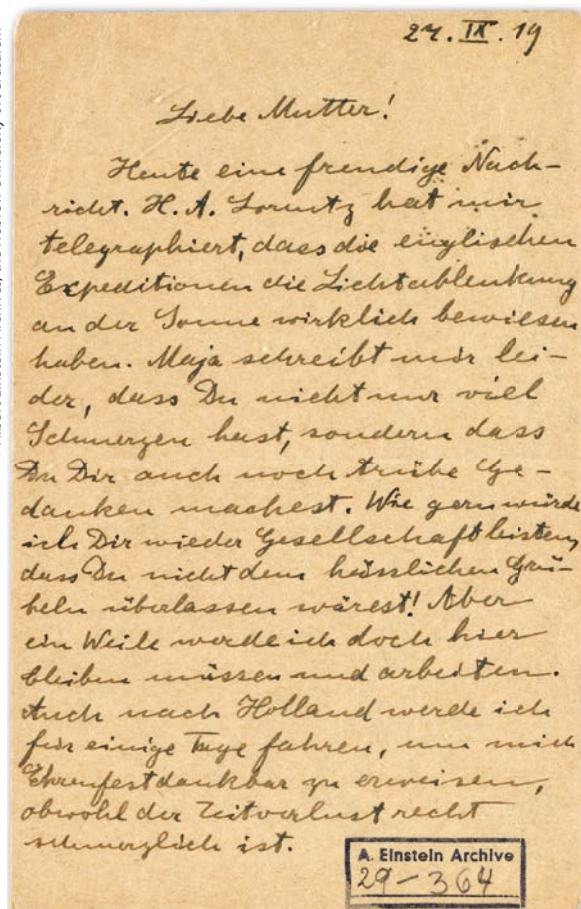 27. IX. 19
Liebe Mutter!
Heute eine freudige Nach-
richt. H. A. Lorentz hat mir
telegraphiert, dass die englischen
Expeditionen die Lichtablenkung
an der Sonne wirklich bewiesen
haben. Maja schreibt mir lei-
der, dass Du nicht nur viel
Schmerzen hast, sondern dass
Du Dir auch noch trübe Ge-
danken machest. Wie gern würde
ich Dir wieder Gesellschaft leisten,
dass Du nicht dem hässlichen Grü-
beln überlassen wärest! Aber
ein Weile werde ich doch hier
bleiben müssen und arbeiten.
Auch nach Holland werde ich
für einige Tage fahren, um mich
Ehrenfest dankbar zu erweisen,
obwohl der Zeitverlust recht
schmerzlich ist.
A. Einstein Archive
29-364